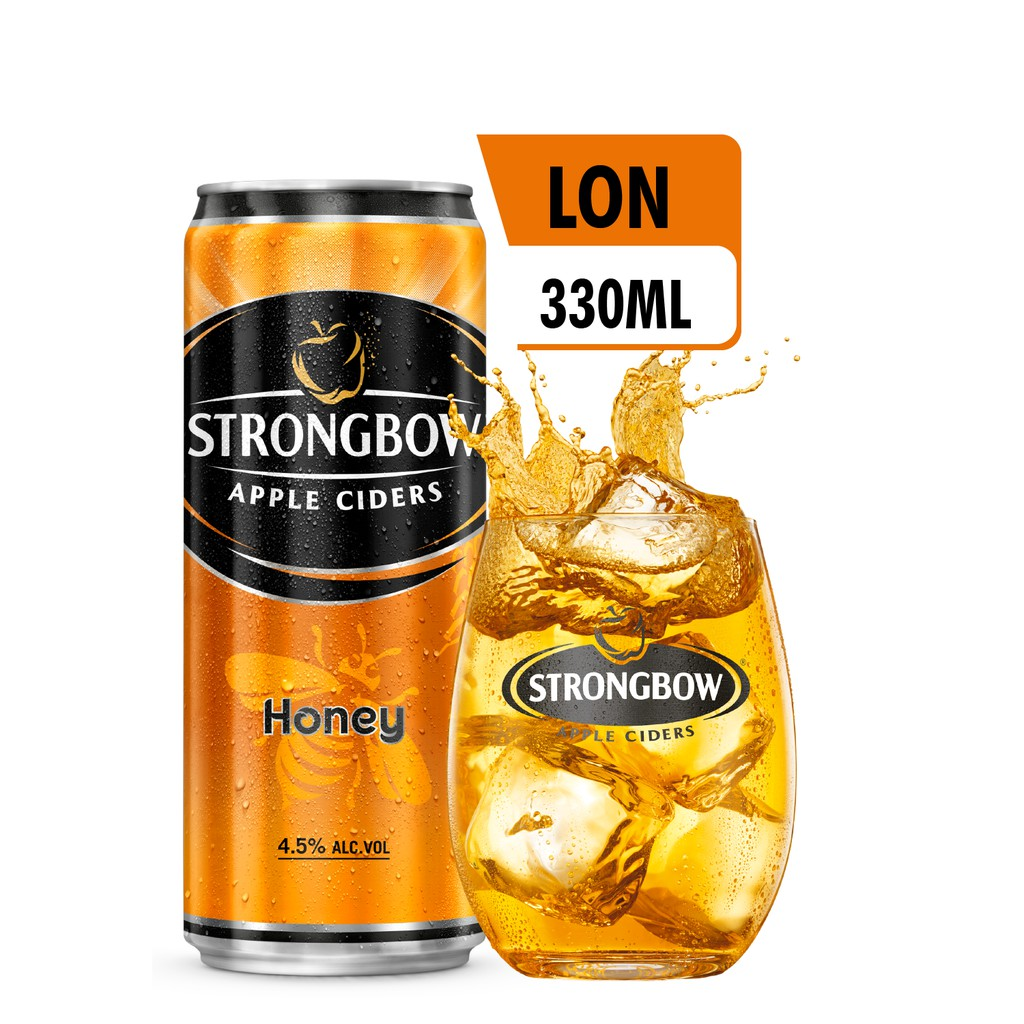 LON
330ML
STRONGBOW
APPLE CIDERS
Honey
4.5% ALC.VOL
STRONGBOW
APPLE CIDERS